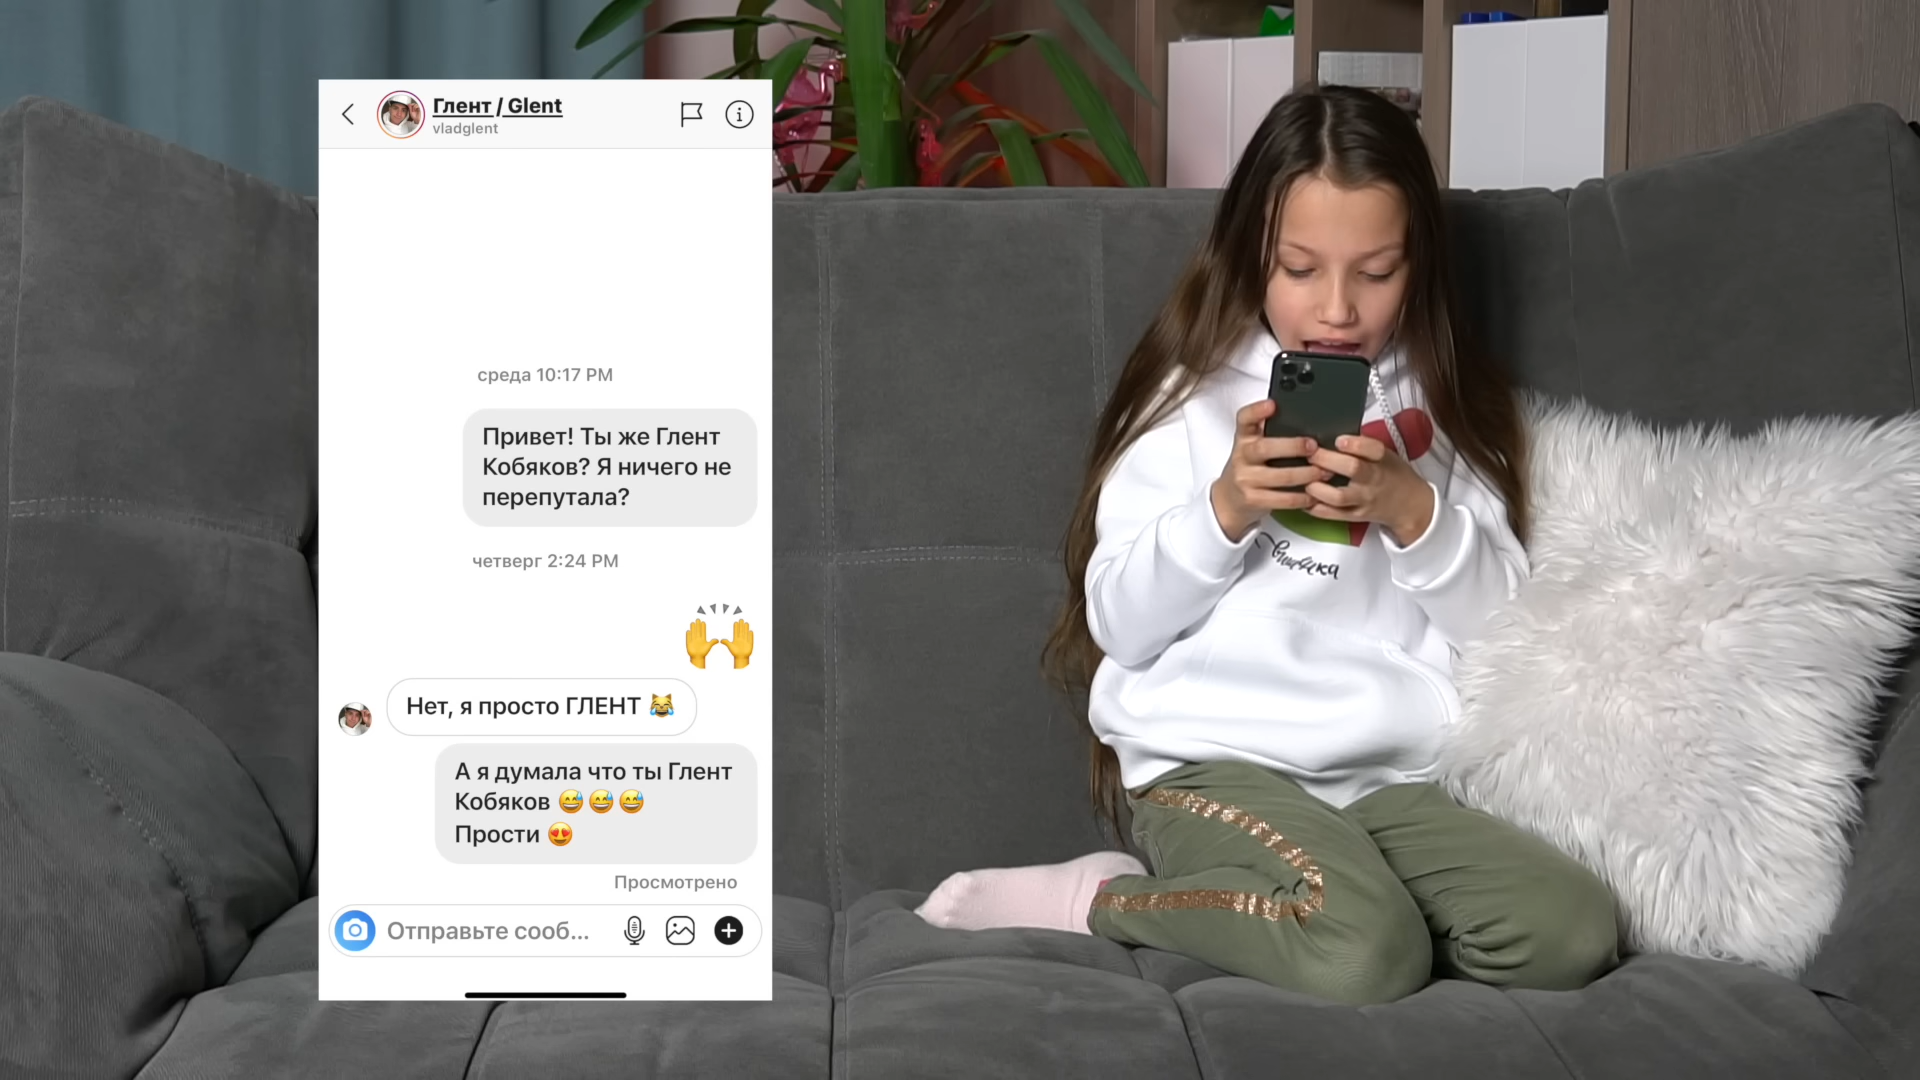 Глент / Glent
vladglent
среда 10:17 PM
Привет! Ты же Глент
Кобяков? Я ничего не
перепутала?
четверг 2:24 PM
Нет, я просто ГЛЕНТ 😹
А я думала что ты Глент
Кобяков 😅😅😅
Прости 😍
Просмотрено
Отправьте сооб...